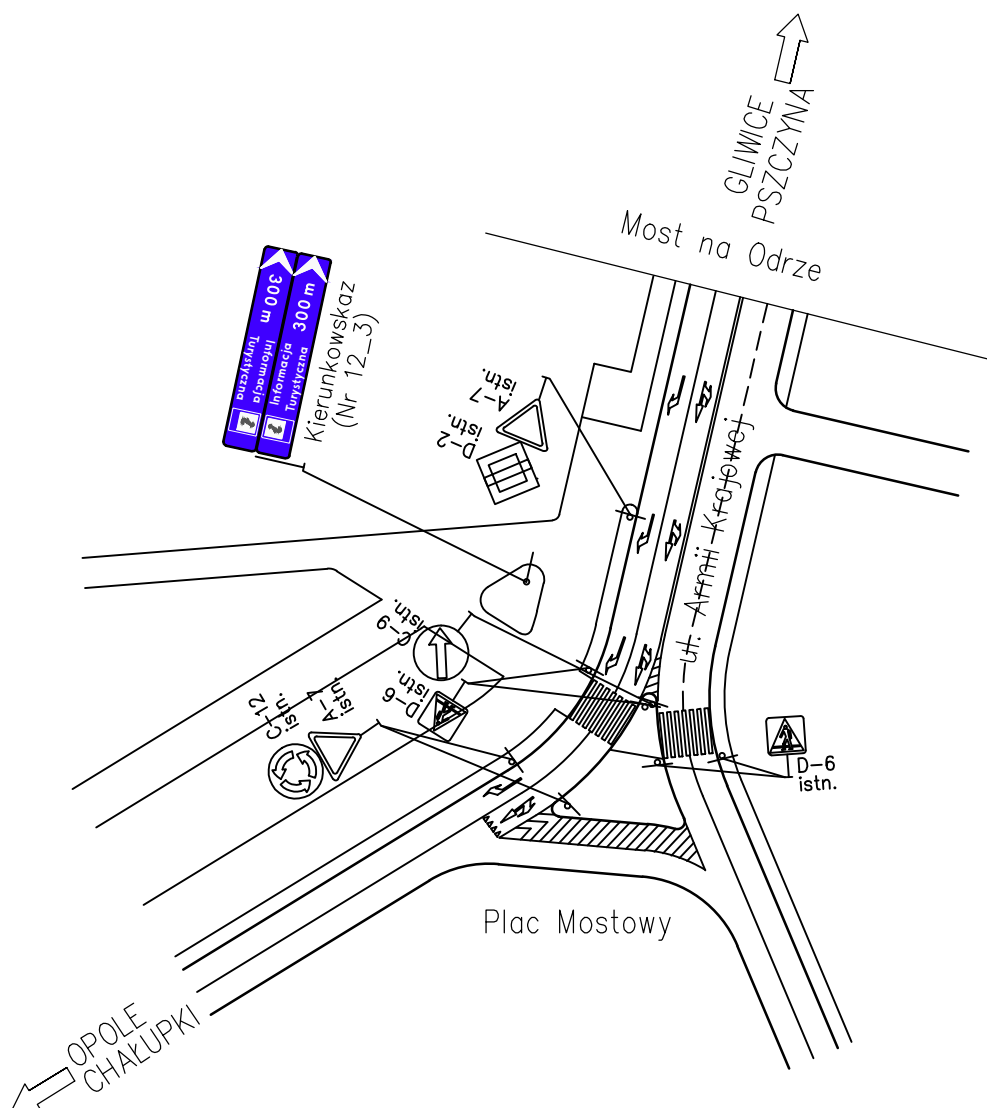 GLIWICE
PSZCZYNA
Most na Odrze
300 m
Informacja
Turystyczna
300 m
Informacja
Turystyczna
Kierunkowskaz
(Nr 12_3)
A-7
istn.
D-2
istn.
ul. Armii Krajowej
C-9
istn.
D-6
istn.
A-7
istn.
C-12
istn.
D-6
istn.
Plac Mostowy
OPOLE
CHAŁUPKI